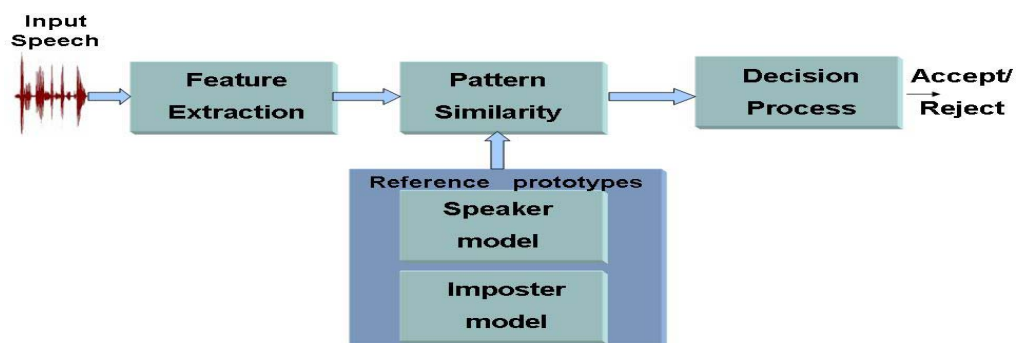 Input
Speech
Feature
Extraction
Pattern
Similarity
Decision
Process
Accept/
Reject
Reference prototypes
Speaker
model
Imposter
model